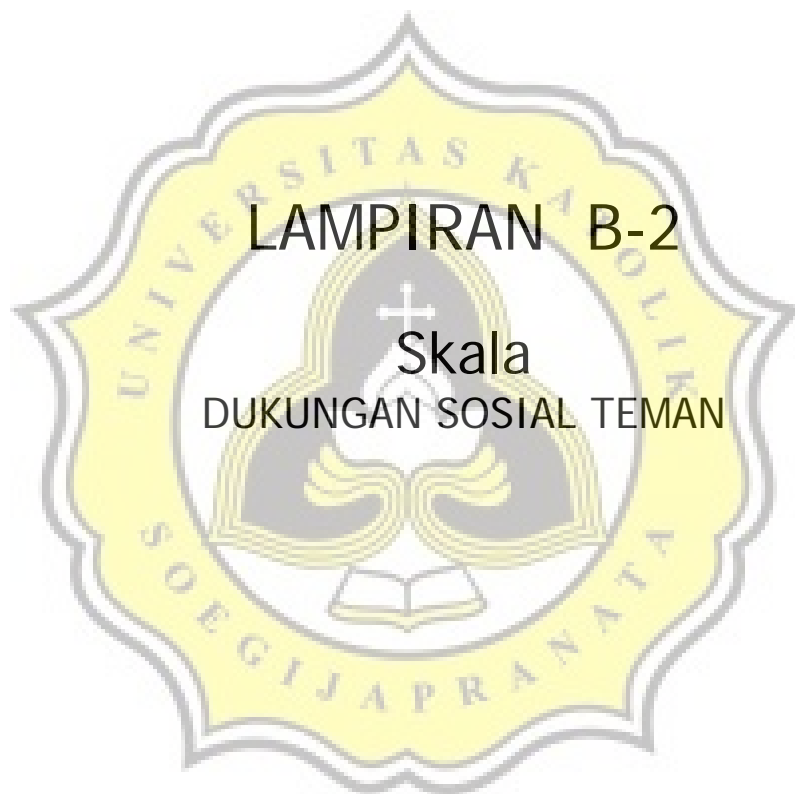 UNIVERSITAS KATOLIK
LAMPIRAN B-2
Skala
DUKUNGAN SOSIAL TEMAN
SOEGIJAPRANATA